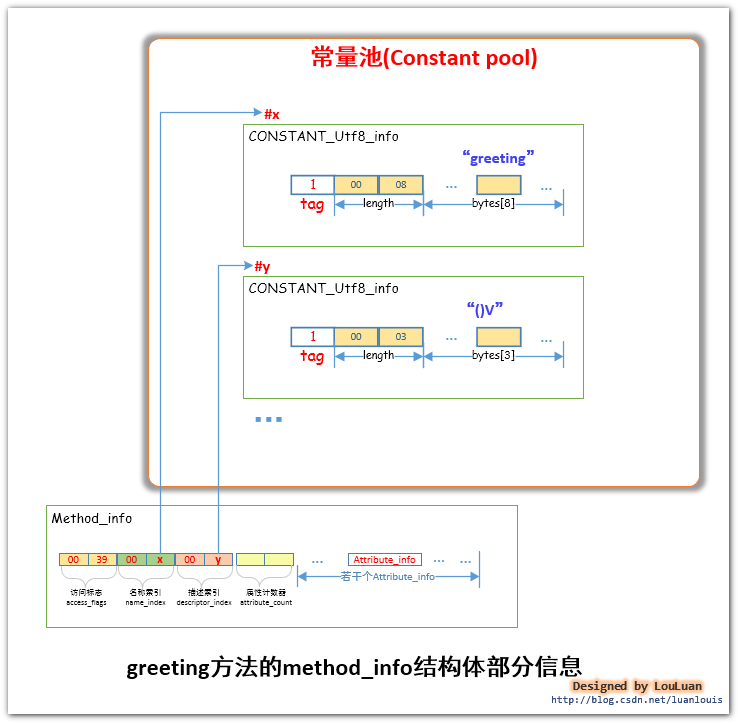 常量池(Constant pool)
#x
CONSTANT_Utf8_info
“greeting”
1 00 08 ... ...
tag length bytes[8]
#y
CONSTANT_Utf8_info
“()V”
1 00 03 ... ...
tag length bytes[3]
...
Method_info
00 39 00 x 00 y ... Attribute_info ... ...
若干个Attribute_info
访问标志 名称索引 描述索引 属性计数器
access_flags name_index descriptor_index attribute_count
greeting方法的method_info结构体部分信息
Designed by LouLuan
http://blog.csdn.net/luanlouis